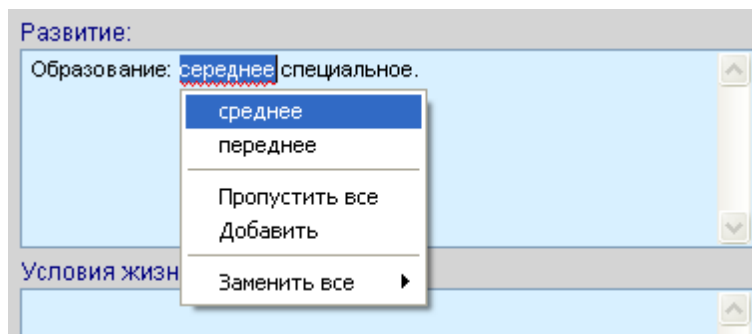 Развитие:
Образование: середнее специальное.
среднее
переднее
Пропустить все
Добавить
Заменить все
Условия жизн